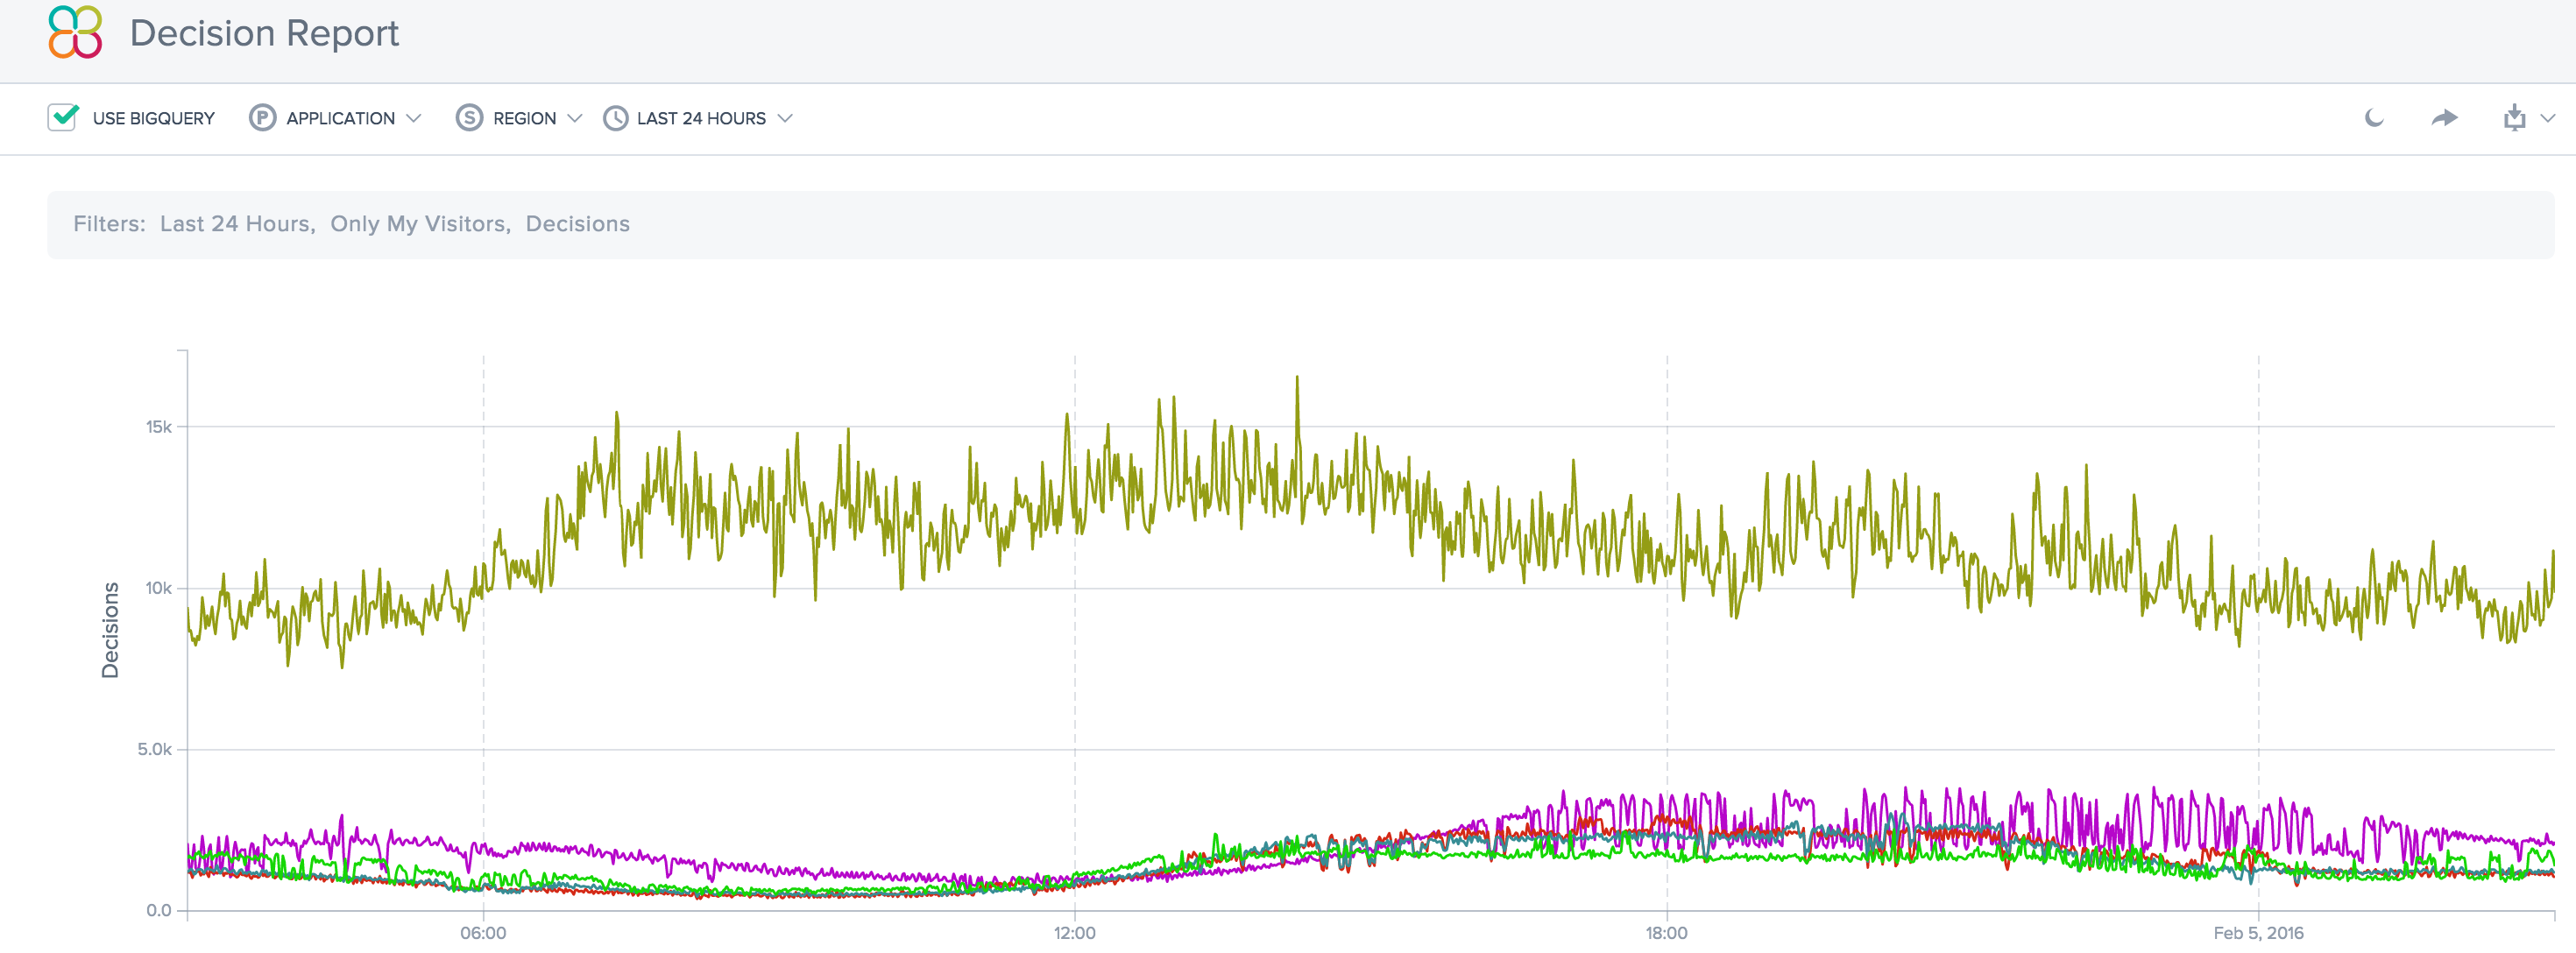 Decision Report
USE BIGQUERY P APPLICATION S REGION LAST 24 HOURS
Filters: Last 24 Hours, Only My Visitors, Decisions
Decisions
15k
10k
5.0k
0.0
06:00 12:00 18:00 Feb 5, 2016